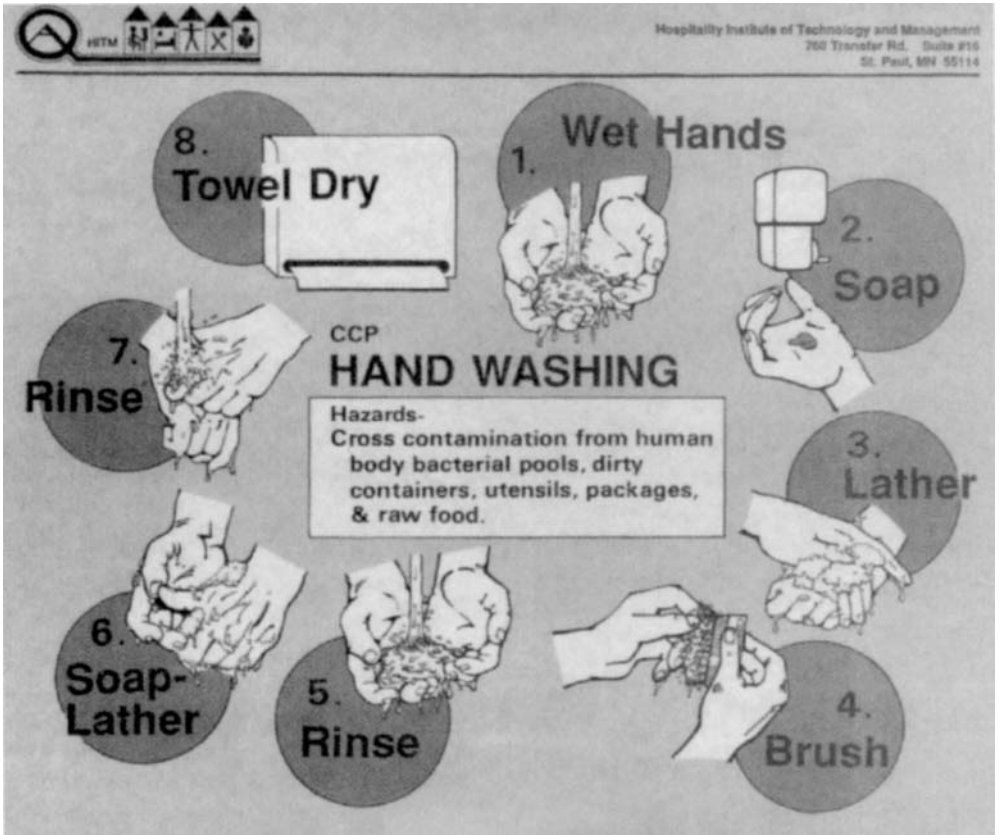 HITM
Hospitality Institute of Technology and Management
760 Transfer Rd. Suite #16
St. Paul, MN 55114
1.
Wet Hands
2.
Soap
3.
Lather
4.
Brush
5.
Rinse
6.
Soap-
Lather
7.
Rinse
8.
Towel Dry
CCP
HAND WASHING
Hazards-
Cross contamination from human
body bacterial pools, dirty
containers, utensils, packages,
& raw food.